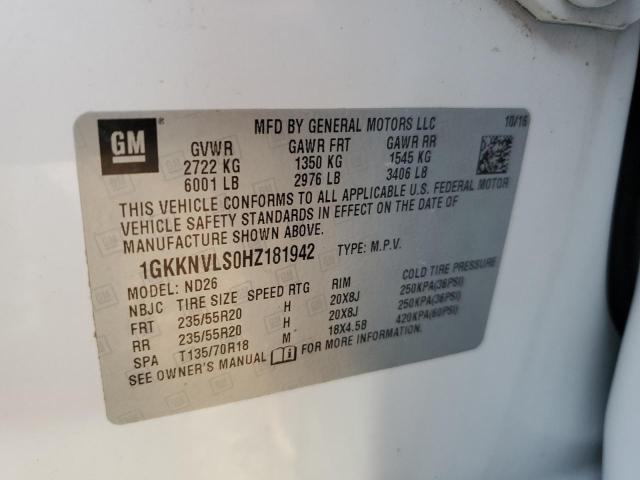 GM ®
MFD BY GENERAL MOTORS LLC 10/16
GVWR GAWR FRT GAWR RR
2722 KG 1350 KG 1545 KG
6001 LB 2976 LB 3406 LB
THIS VEHICLE CONFORMS TO ALL APPLICABLE U.S. FEDERAL MOTOR
VEHICLE SAFETY STANDARDS IN EFFECT ON THE DATE OF
MANUFACTURE SHOWN ABOVE.
1GKKNVLS0HZ181942 TYPE: M.P.V.
MODEL: ND26
NBJC TIRE SIZE SPEED RTG RIM COLD TIRE PRESSURE
FRT 235/55R20 H 20X8J 250KPA(36PSI)
RR 235/55R20 H 20X8J 250KPA(36PSI)
SPA T135/70R18 M 18X4.5B 420KPA(60PSI)
SEE OWNER'S MANUAL FOR MORE INFORMATION.